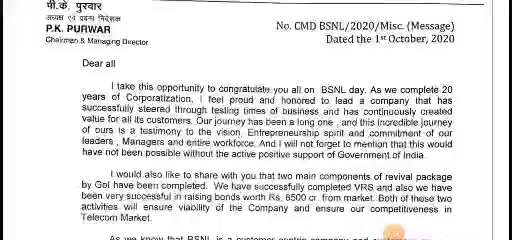 पी.के. पुरवार
अध्यक्ष एवं प्रबन्ध निदेशक
P.K. PURWAR
Chairman & Managing Director
No. CMD BSNL/2020/Misc. (Message)
Dated the 1st October, 2020
Dear all
I take this opportunity to congratulate you all on BSNL day. As we complete 20
years of Corporatization, I feel proud and honored to lead a company that has
successfully steered through testing times of business and has continuously created
value for all its customers. Our journey has been a long one , and this incredible journey
of ours is a testimony to the vision, Entrepreneurship spirit and commitment of our
leaders , Managers and entire workforce. And I will not forget to mention that this would
have not been possible without the active positive support of Government of India.
I would also like to share with you that two main components of revival package
by GoI have been completed. We have successfully completed VRS and also we have
been very successful in raising bonds worth Rs. 8500 cr. from market. Both of these two
activities will ensure viability of the Company and ensure our competitiveness in
Telecom Market.
As we know that BSNL is a customer centric company and